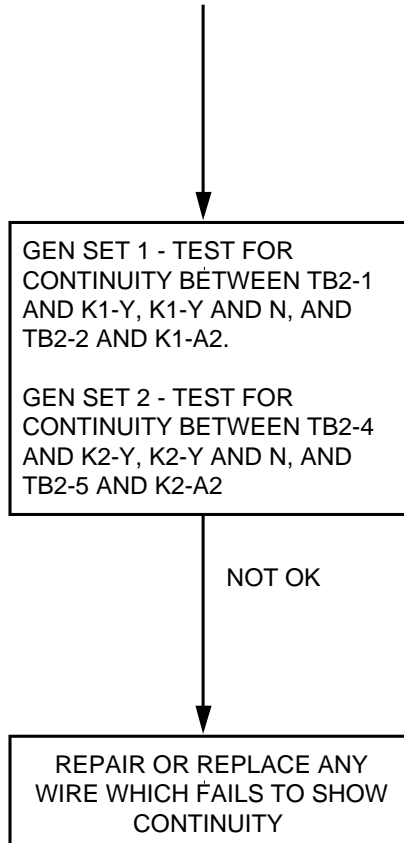 GEN SET 1 - TEST FOR
CONTINUITY BETWEEN TB2-1
AND K1-Y, K1-Y AND N, AND
TB2-2 AND K1-A2.
GEN SET 2 - TEST FOR
CONTINUITY BETWEEN TB2-4
AND K2-Y, K2-Y AND N, AND
TB2-5 AND K2-A2
NOT OK
REPAIR OR REPLACE ANY
WIRE WHICH FAILS TO SHOW
CONTINUITY